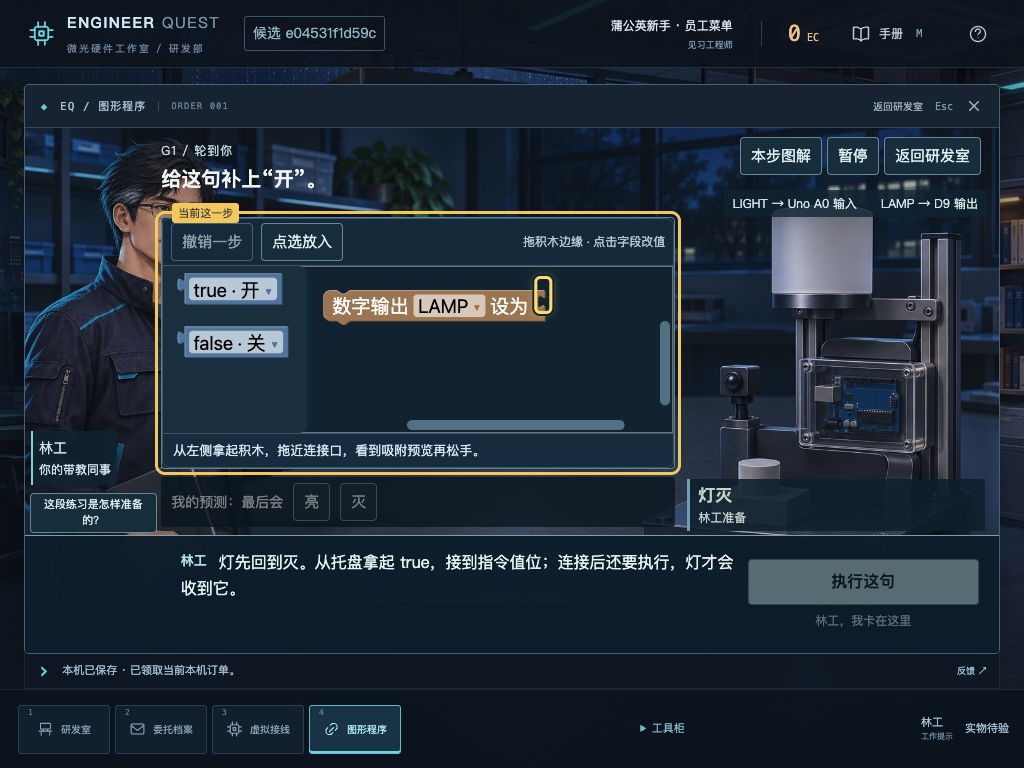 ENGINEER QUEST
微光硬件工作室 / 研发部
候选 e04531f1d59c
蒲公英新手 · 员工菜单
见习工程师
0 EC
手册 M
EQ / 图形程序 | ORDER 001
返回研发室 Esc
G1 / 轮到你
给这句补上“开”。
本步图解
暂停
返回研发室
LIGHT → Uno A0 输入 LAMP → D9 输出
当前这一步
撤销一步
点选放入
拖积木边缘 · 点击字段改值
true · 开
false · 关
数字输出 LAMP 设为
从左侧拿起积木，拖近连接口，看到吸附预览再松手。
林工
你的带教同事
这段练习是怎样准备的？
我的预测：最后会 亮 灭
灯灭
林工准备
林工 灯先回到灭。从托盘拿起 true，接到指令值位；连接后还要执行，灯才会
收到它。
执行这句
林工，我卡在这里
本机已保存 · 已领取当前本机订单。
反馈 ↗
1 研发室
2 委托档案
3 虚拟接线
4 图形程序
工具柜
林工
工作提示
实物待验